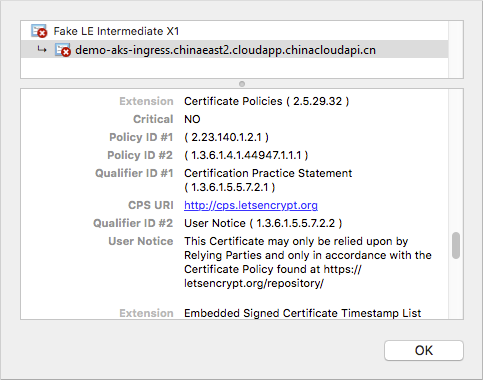 Fake LE Intermediate X1
↳ demo-aks-ingress.chinaeast2.cloudapp.chinacloudapi.cn
Extension Certificate Policies ( 2.5.29.32 )
Critical NO
Policy ID #1 ( 2.23.140.1.2.1 )
Policy ID #2 ( 1.3.6.1.4.1.44947.1.1.1 )
Qualifier ID #1 Certification Practice Statement
( 1.3.6.1.5.5.7.2.1 )
CPS URI http://cps.letsencrypt.org
Qualifier ID #2 User Notice ( 1.3.6.1.5.5.7.2.2 )
User Notice This Certificate may only be relied upon by
Relying Parties and only in accordance with the
Certificate Policy found at https://
letsencrypt.org/repository/
Extension Embedded Signed Certificate Timestamp List
OK